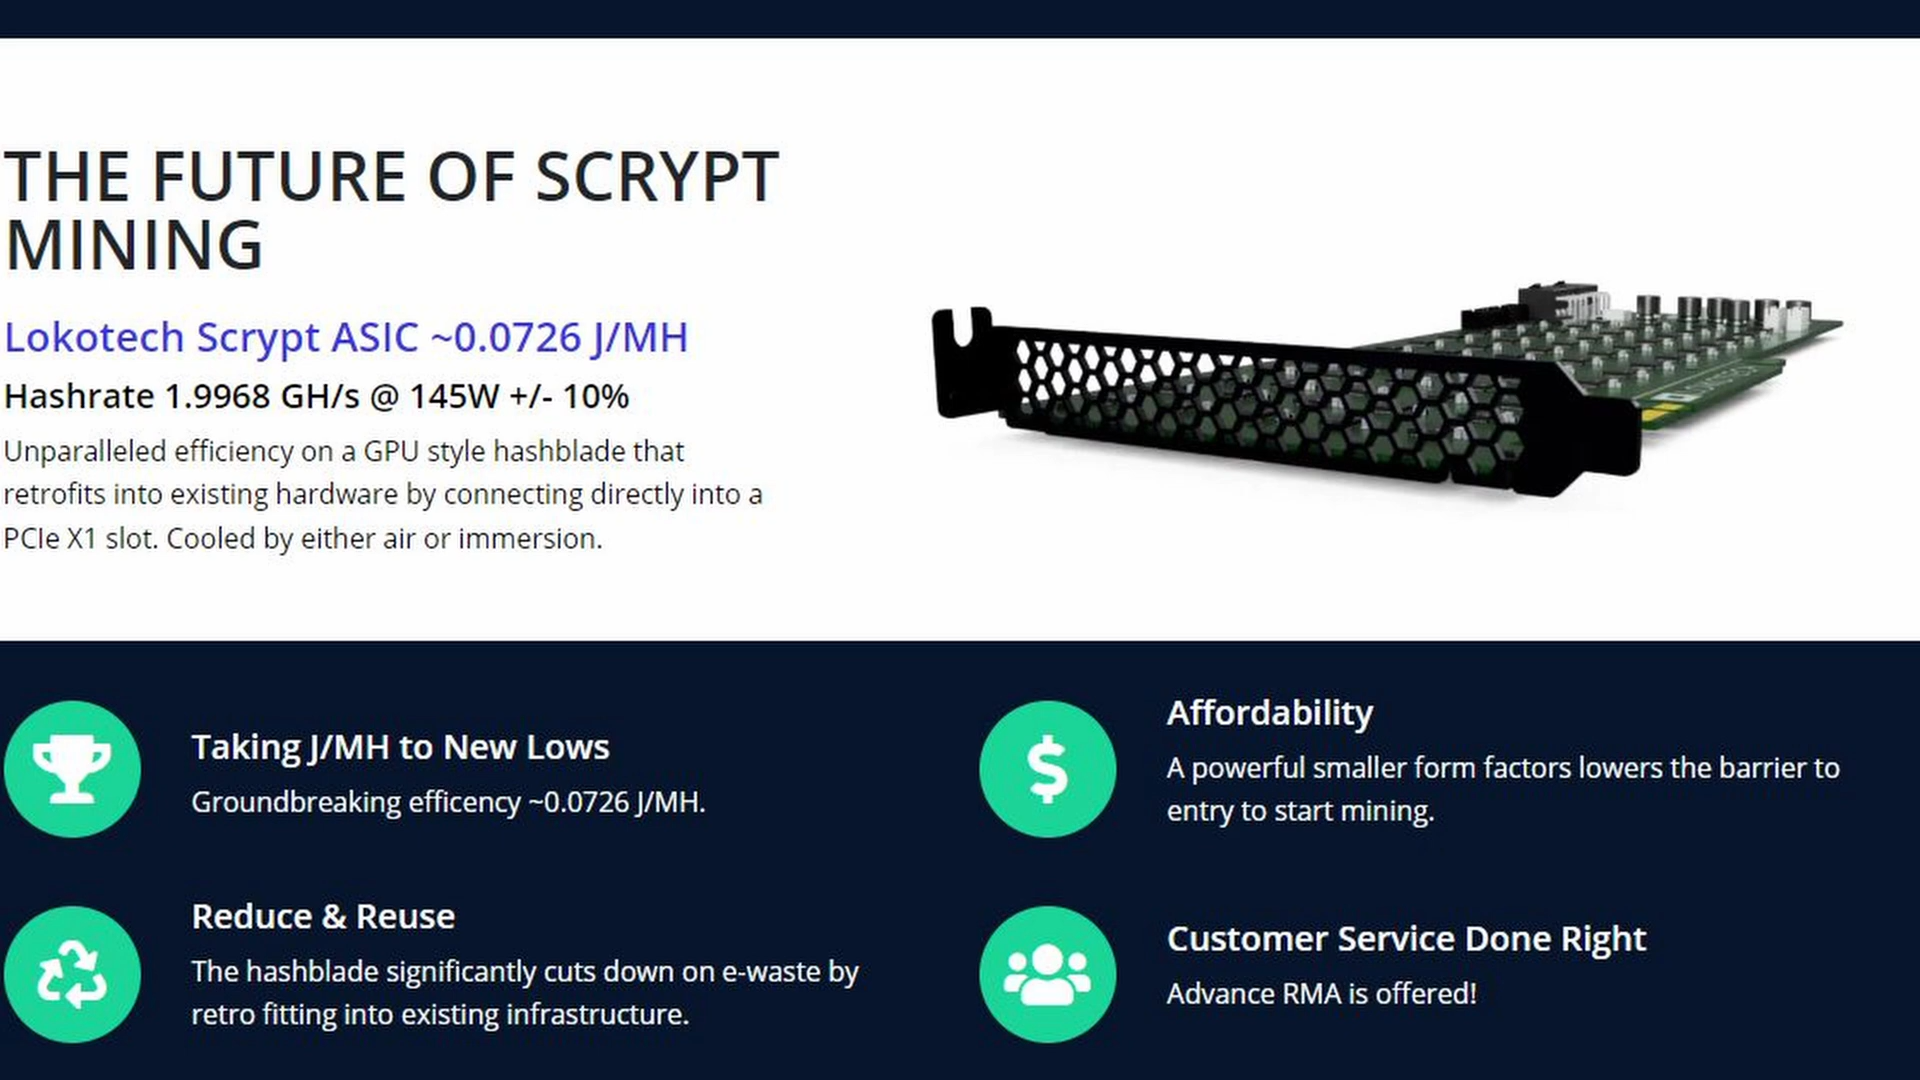 THE FUTURE OF SCRYPT
MINING
Lokotech Scrypt ASIC ~0.0726 J/MH
Hashrate 1.9968 GH/s @ 145W +/- 10%
Unparalleled efficiency on a GPU style hashblade that
retrofits into existing hardware by connecting directly into a
PCIe X1 slot. Cooled by either air or immersion.
Taking J/MH to New Lows
Groundbreaking efficency ~0.0726 J/MH.
Affordability
A powerful smaller form factors lowers the barrier to
entry to start mining.
Reduce & Reuse
The hashblade significantly cuts down on e-waste by
retro fitting into existing infrastructure.
Customer Service Done Right
Advance RMA is offered!